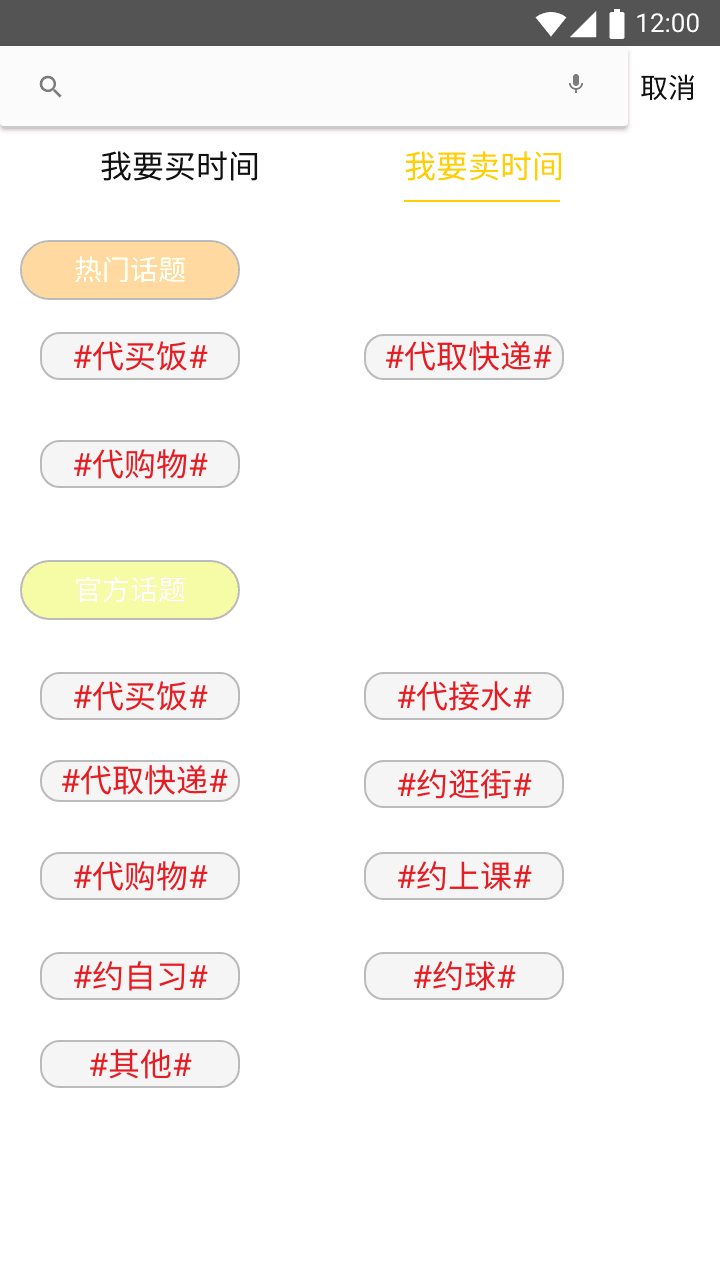 12:00
取消
我要买时间 我要卖时间
热门话题
#代买饭# #代取快递#
#代购物#
官方话题
#代买饭# #代接水#
#代取快递# #约逛街#
#代购物# #约上课#
#约自习# #约球#
#其他#